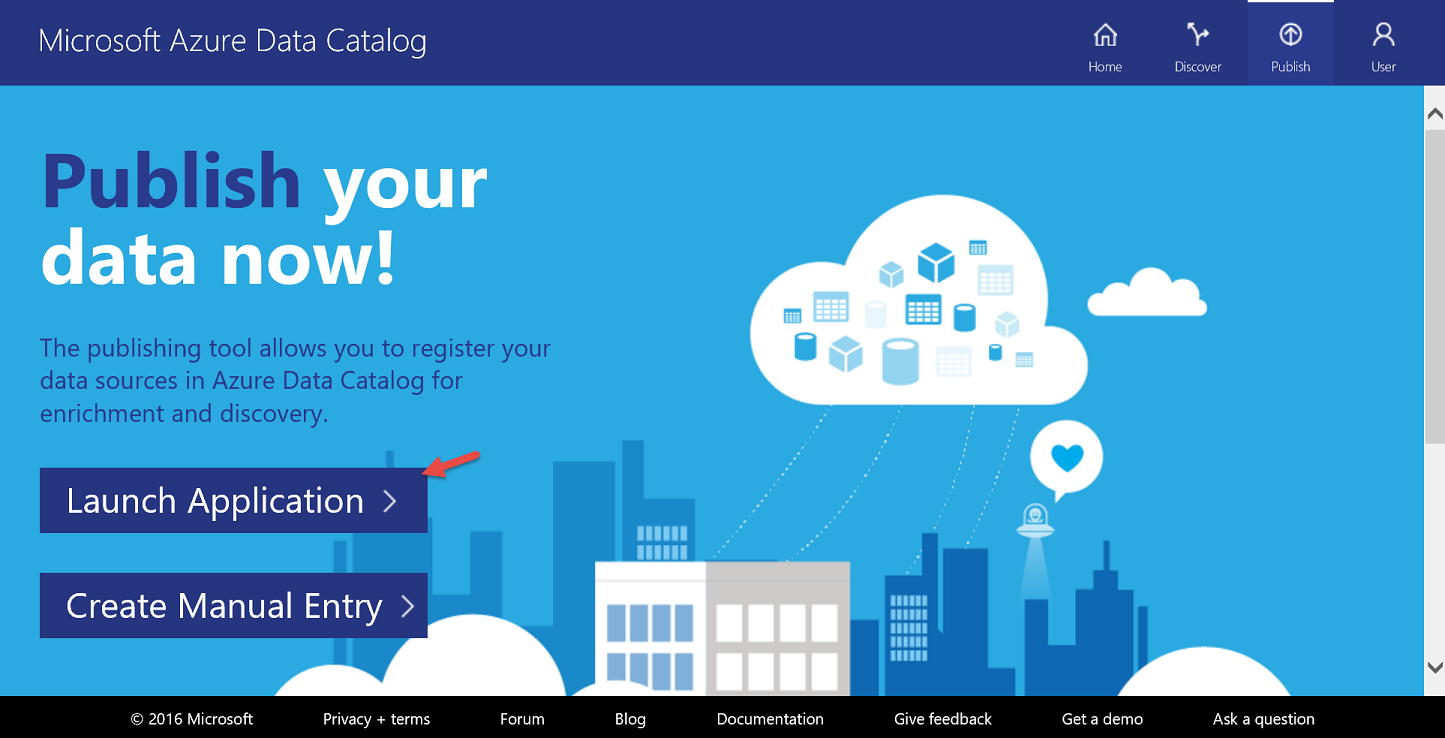 Microsoft Azure Data Catalog
Home
Discover
Publish
User
Publish your
data now!
The publishing tool allows you to register your
data sources in Azure Data Catalog for
enrichment and discovery.
Launch Application
Create Manual Entry
© 2016 Microsoft
Privacy + terms
Forum
Blog
Documentation
Give feedback
Get a demo
Ask a question